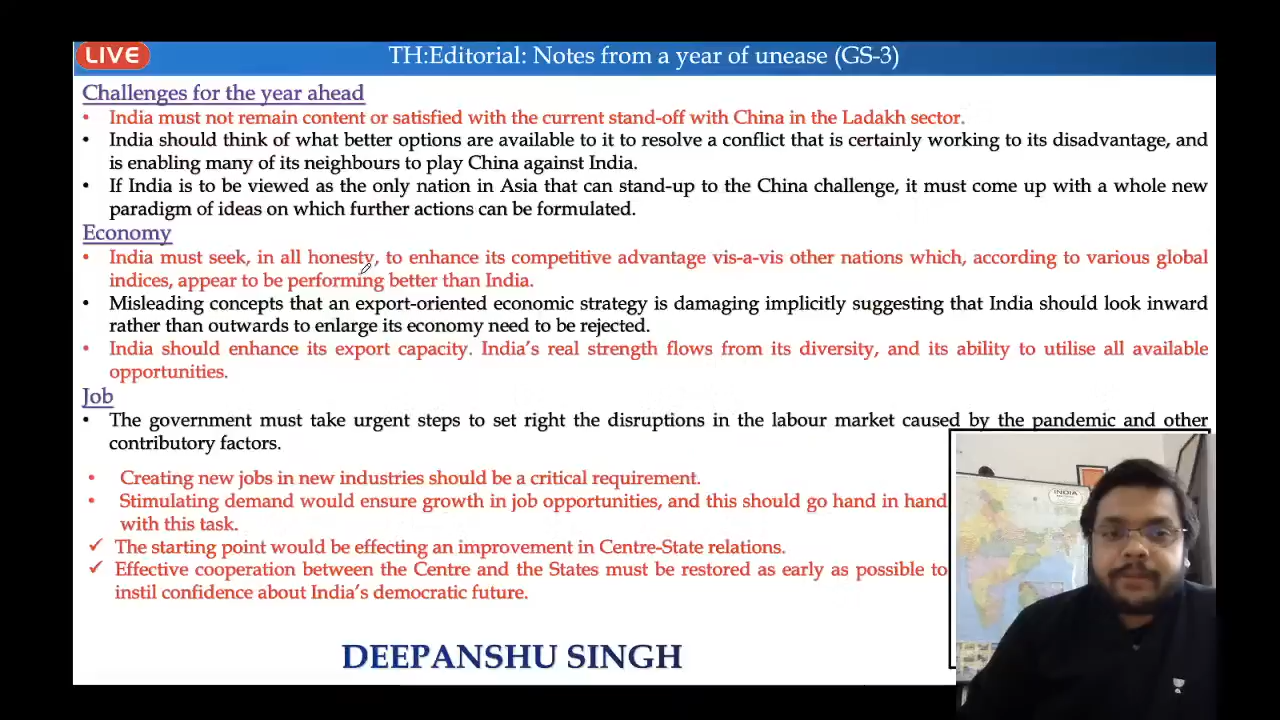 LIVE
TH:Editorial: Notes from a year of unease (GS-3)
Challenges for the year ahead
• India must not remain content or satisfied with the current stand-off with China in the Ladakh sector.
• India should think of what better options are available to it to resolve a conflict that is certainly working to its disadvantage, and
is enabling many of its neighbours to play China against India.
• If India is to be viewed as the only nation in Asia that can stand-up to the China challenge, it must come up with a whole new
paradigm of ideas on which further actions can be formulated.
Economy
• India must seek, in all honesty, to enhance its competitive advantage vis-a-vis other nations which, according to various global
indices, appear to be performing better than India.
• Misleading concepts that an export-oriented economic strategy is damaging implicitly suggesting that India should look inward
rather than outwards to enlarge its economy need to be rejected.
• India should enhance its export capacity. India's real strength flows from its diversity, and its ability to utilise all available
opportunities.
Job
• The government must take urgent steps to set right the disruptions in the labour market caused by the pandemic and other
contributory factors.
• Creating new jobs in new industries should be a critical requirement.
• Stimulating demand would ensure growth in job opportunities, and this should go hand in hand
with this task.
✓ The starting point would be effecting an improvement in Centre-State relations.
✓ Effective cooperation between the Centre and the States must be restored as early as possible to
instil confidence about India's democratic future.
INDIA
DEEPANSHU SINGH